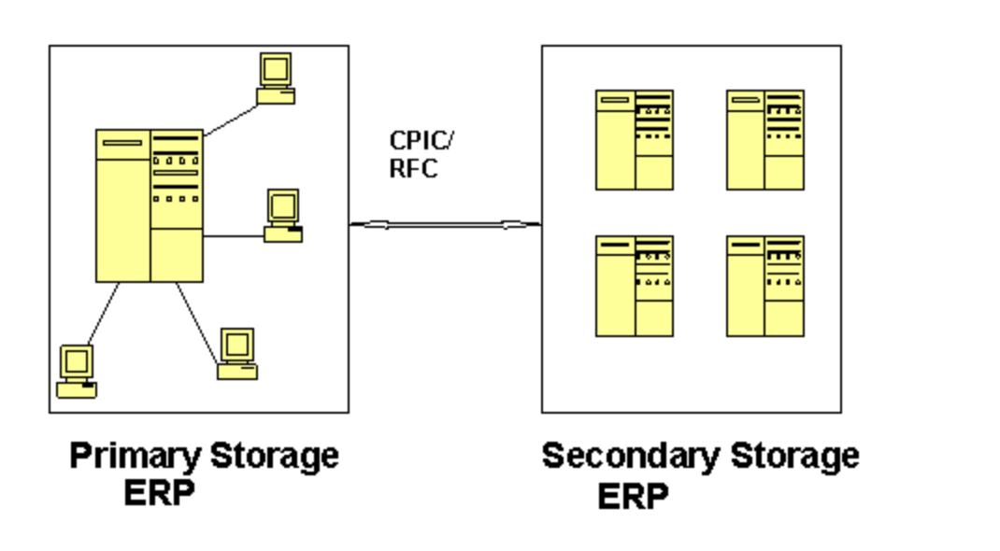 CPIC/
RFC
Primary Storage
ERP
Secondary Storage
ERP